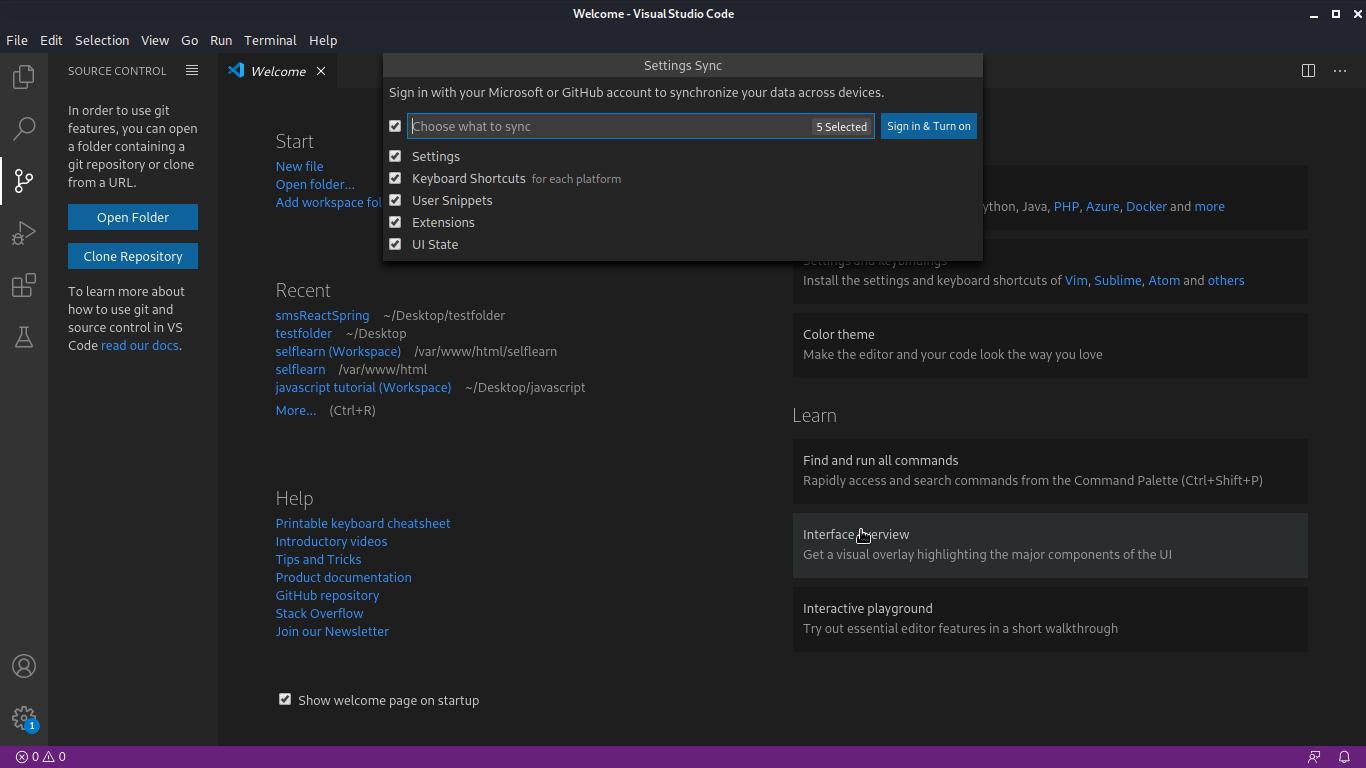 Welcome - Visual Studio Code
File Edit Selection View Go Run Terminal Help
SOURCE CONTROL
In order to use git
features, you can open
a folder containing a
git repository or clone
from a URL.
Open Folder
Clone Repository
To learn more about
how to use git and
source control in VS
Code read our docs.
Welcome
Settings Sync
Sign in with your Microsoft or GitHub account to synchronize your data across devices.
Choose what to sync 5 Selected Sign in & Turn on
Settings
Keyboard Shortcuts for each platform
User Snippets
Extensions
UI State
Start
New file
Open folder...
Add workspace
Recent
smsReactSpring ~/Desktop/testfolder
testfolder ~/Desktop
selflearn (Workspace) /var/www/html/selflearn
selflearn /var/www/html
javascript tutorial (Workspace) ~/Desktop/javascript
More... (Ctrl+R)
Help
Printable keyboard cheatsheet
Introductory videos
Tips and Tricks
Product documentation
GitHub repository
Stack Overflow
Join our Newsletter
Show welcome page on startup
Java, PHP, Azure, Docker and more
Settings and keybindings
Install the settings and keyboard shortcuts of Vim, Sublime, Atom and others
Color theme
Make the editor and your code look the way you love
Learn
Find and run all commands
Rapidly access and search commands from the Command Palette (Ctrl+Shift+P)
Interface overview
Get a visual overlay highlighting the major components of the UI
Interactive playground
Try out essential editor features in a short walkthrough
1
0 0